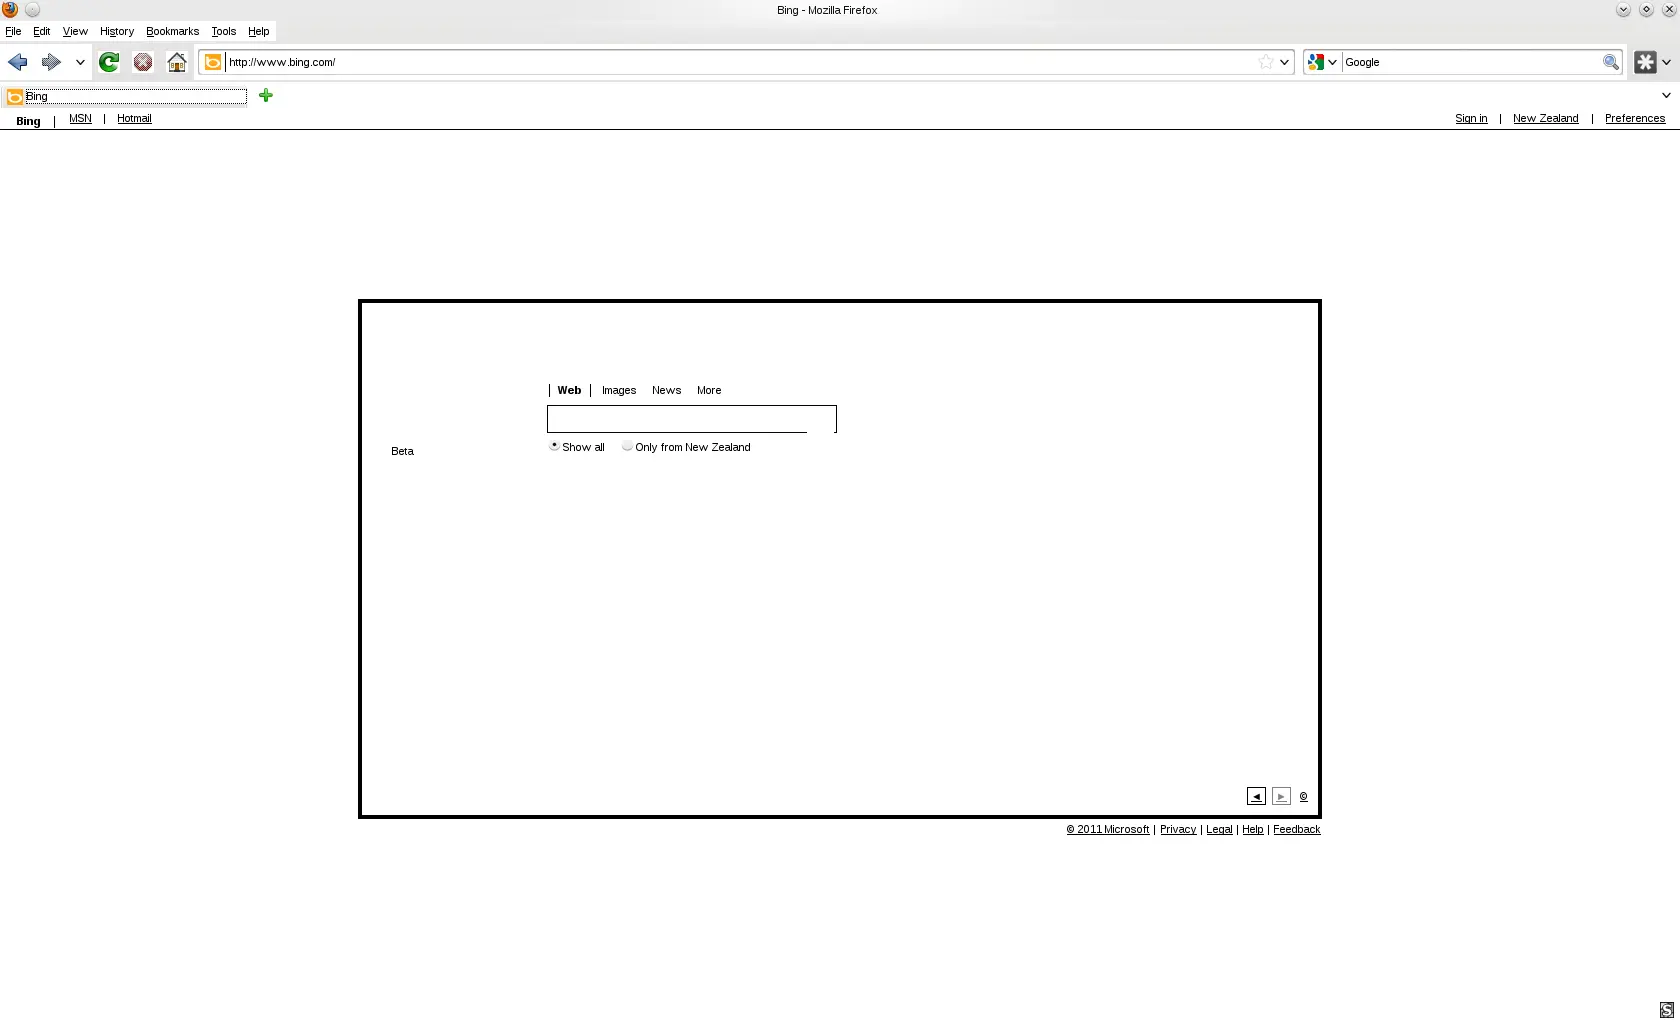 Bing - Mozilla Firefox
File Edit View History Bookmarks Tools Help
http://www.bing.com/ Google
Bing
Bing | MSN | Hotmail Sign in | New Zealand | Preferences
| Web | Images News More
Show all Only from New Zealand
Beta
©
© 2011 Microsoft | Privacy | Legal | Help | Feedback
S